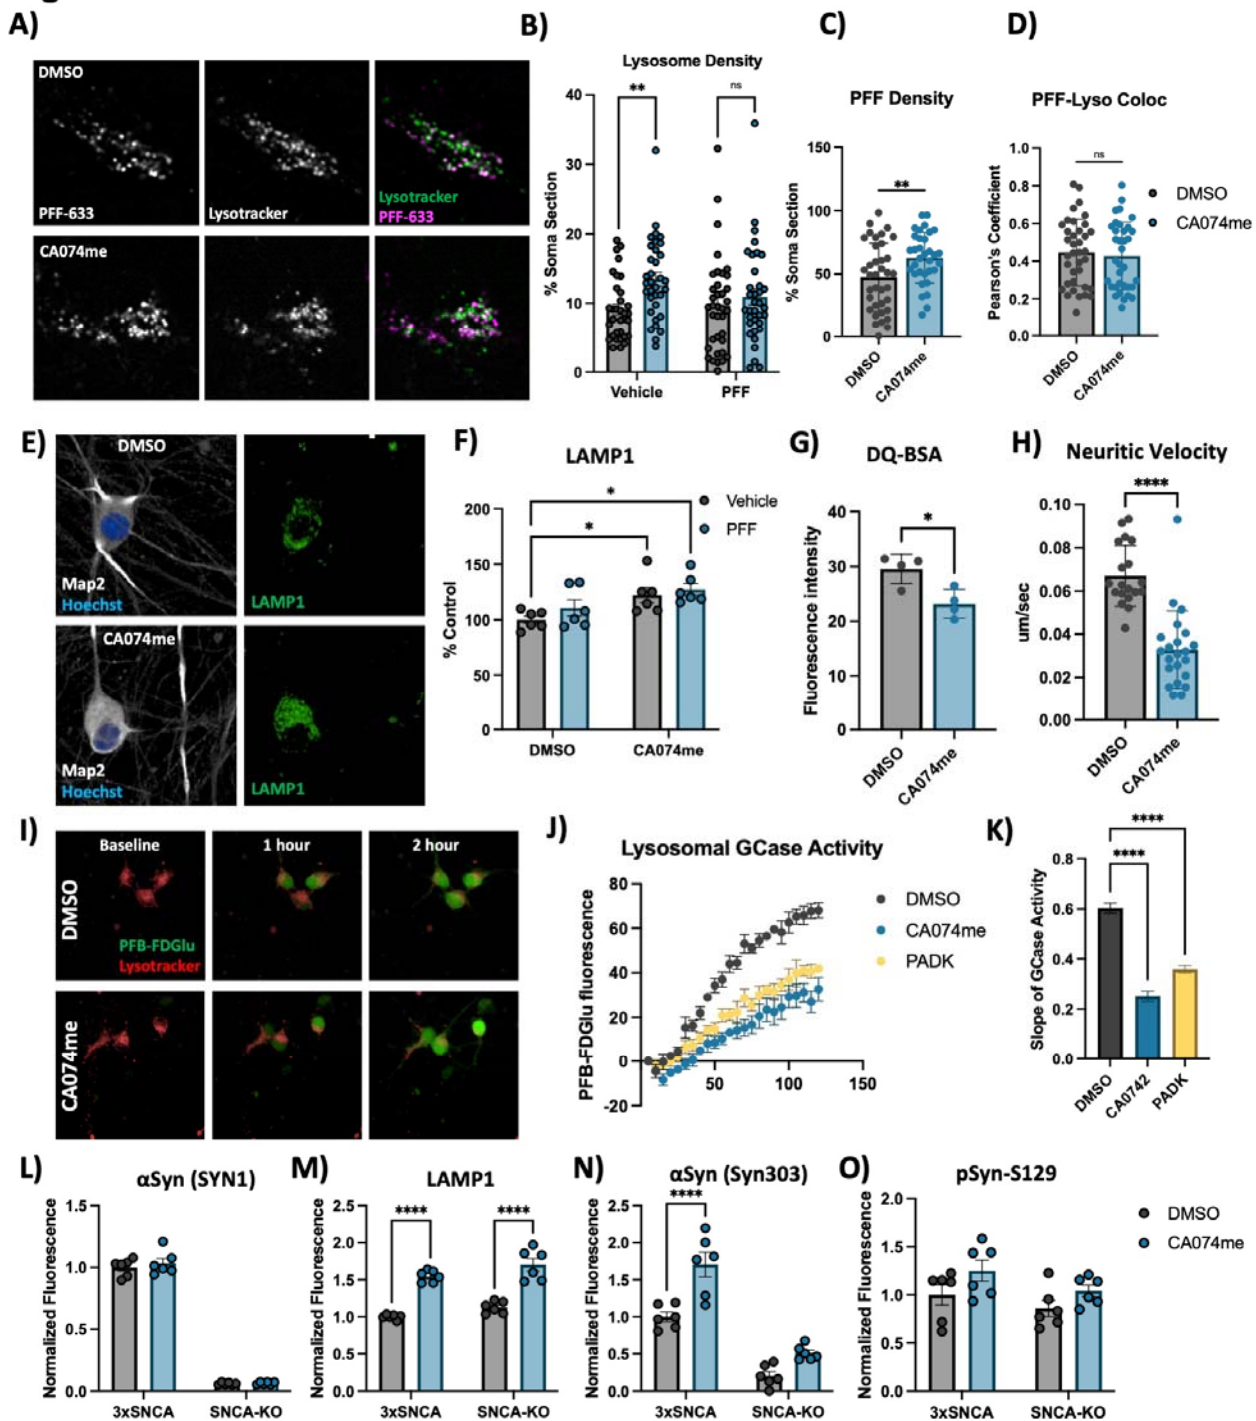 A)
DMSO
PFF-633
Lysotracker
Lysotracker
PFF-633
CA074me
B)
Lysosome Density
**
ns
% Soma Section
40
30
20
10
0
Vehicle
PFF
C)
PFF Density
**
% Soma Section
150
100
50
0
DMSO
CA074me
D)
PFF-Lyso Coloc
ns
Pearson's Coefficient
1.0
0.8
0.6
0.4
0.2
0.0
DMSO
CA074me
DMSO
CA074me
E)
DMSO
Map2
Hoechst
LAMP1
CA074me
Map2
Hoechst
LAMP1
F)
LAMP1
*
*
% Control
200
150
100
50
0
DMSO
CA074me
Vehicle
PFF
G)
DQ-BSA
*
Fluorescence intensity
40
30
20
10
0
DMSO
CA074me
H)
Neuritic Velocity
****
um/sec
0.10
0.08
0.06
0.04
0.02
0.00
DMSO
CA074me
I)
Baseline
1 hour
2 hour
DMSO
PFB-FDGlu
Lysotracker
CA074me
J)
Lysosomal GCase Activity
PFB-FDGlu fluorescence
80
60
40
20
0
-20
50
100
150
DMSO
CA074me
PADK
K)
****
****
Slope of GCase Activity
0.8
0.6
0.4
0.2
0.0
DMSO
CA0742
PADK
L)
αSyn (SYN1)
Normalized Fluorescence
1.5
1.0
0.5
0.0
3xSNCA
SNCA-KO
M)
LAMP1
****
****
Normalized Fluorescence
2.5
2.0
1.5
1.0
0.5
0.0
3xSNCA
SNCA-KO
N)
αSyn (Syn303)
****
Normalized Fluorescence
2.5
2.0
1.5
1.0
0.5
0.0
3xSNCA
SNCA-KO
O)
pSyn-S129
Normalized Fluorescence
2.0
1.5
1.0
0.5
0.0
3xSNCA
SNCA-KO
DMSO
CA074me